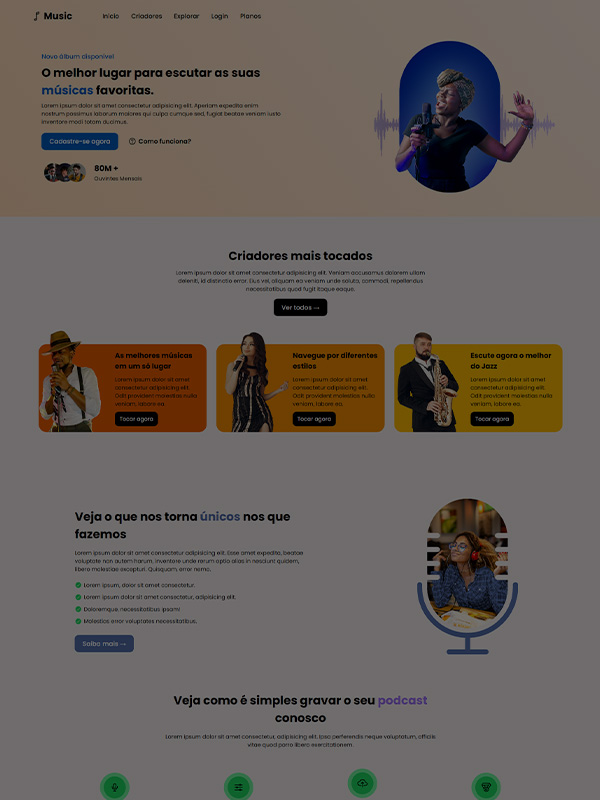 Music
Inicio
Criadores
Explorar
Login
Planos
Novo álbum disponível
O melhor lugar para escutar as suas
músicas favoritas.
Lorem ipsum dolor sit amet consectetur adipisicing elit. Aperiam expedita enim
nostrum possimus laborum maiores qui culpa cumque sed, fugiat beatae veniam iusto
inventore modi totam ducimus.
Cadastre-se agora
Como funciona?
80M +
Ouvintes Mensais
Criadores mais tocados
Lorem ipsum dolor sit amet consectetur adipisicing elit. Veniam accusamus dolorem ullam
deleniti, id distinctio error. Eius vel, aliquam ea veniam unde soluta, commodi, repellendus
necessitatibus quod fugit itaque eaque.
Ver todos →
As melhores músicas
em um só lugar
Lorem ipsum dolor sit amet
consectetur adipisicing elit.
Odit provident molestias nulla
veniam, labore ea.
Tocar agora
Navegue por diferentes
estilos
Lorem ipsum dolor sit amet
consectetur adipisicing elit.
Odit provident molestias nulla
veniam, labore ea.
Tocar agora
Escute agora o melhor
do Jazz
Lorem ipsum dolor sit amet
consectetur adipisicing elit.
Odit provident molestias nulla
veniam, labore ea.
Tocar agora
Veja o que nos torna únicos nos que
fazemos
Lorem ipsum dolor sit amet consectetur adipisicing elit. Esse amet expedita, beatae
voluptate non autem harum. Inventore unde rerum optio alias in nesciunt quidem,
libero molestiae excepturi. Quisquam error nemo.
Lorem ipsum, dolor sit amet consectetur.
Lorem ipsum dolor sit amet consectetur, adipisicing elit.
Doloremque, necessitatibus ipsam!
Molestias error voluptates necessitatibus.
Saiba mais →
Veja como é simples gravar o seu podcast
conosco
Lorem ipsum dolor sit amet consectetur, adipisicing elit. Ipsa perferendis neque voluptatum, officiis
vitae quod porro libero exercitationem.